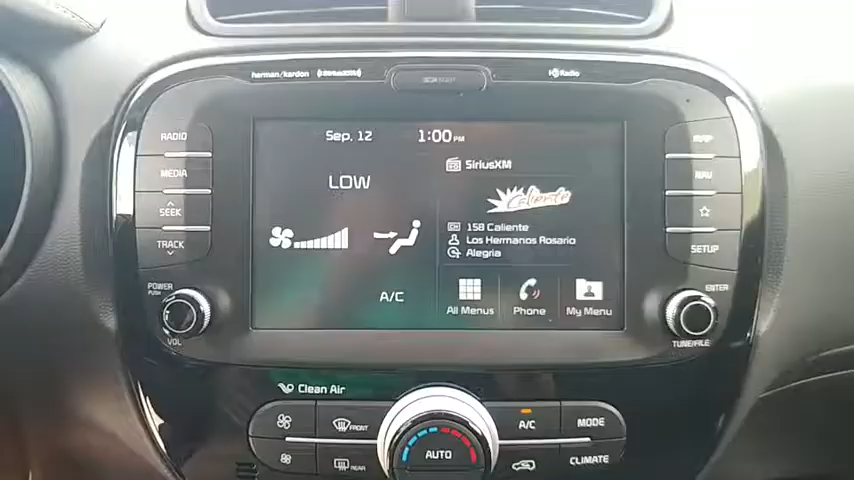 harman/kardon
((SiriusXM))
HD Radio
RADIO
MEDIA
SEEK
TRACK
POWER
PUSH
VOL
Sep. 12
1:00 PM
LOW
A/C
SiriusXM
Caliente
CH 158 Caliente
Los Hermanos Rosario
Alegria
All Menus
Phone
My Menu
MAP
NAV
SETUP
ENTER
TUNE/FILE
Clean Air
FRONT
REAR
AUTO
A/C
MODE
CLIMATE